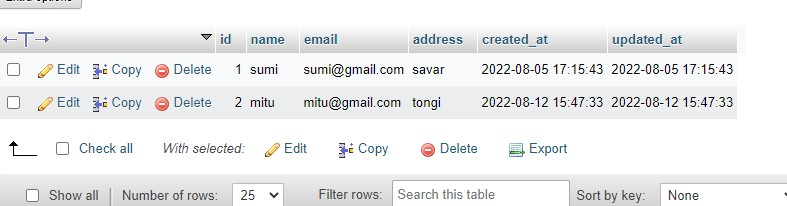 Extra options
←T→ id name email address created_at updated_at
Edit Copy Delete 1 sumi sumi@gmail.com savar 2022-08-05 17:15:43 2022-08-05 17:15:43
Edit Copy Delete 2 mitu mitu@gmail.com tongi 2022-08-12 15:47:33 2022-08-12 15:47:33
Check all With selected: Edit Copy Delete Export
Show all Number of rows: 25 Filter rows: Search this table Sort by key: None